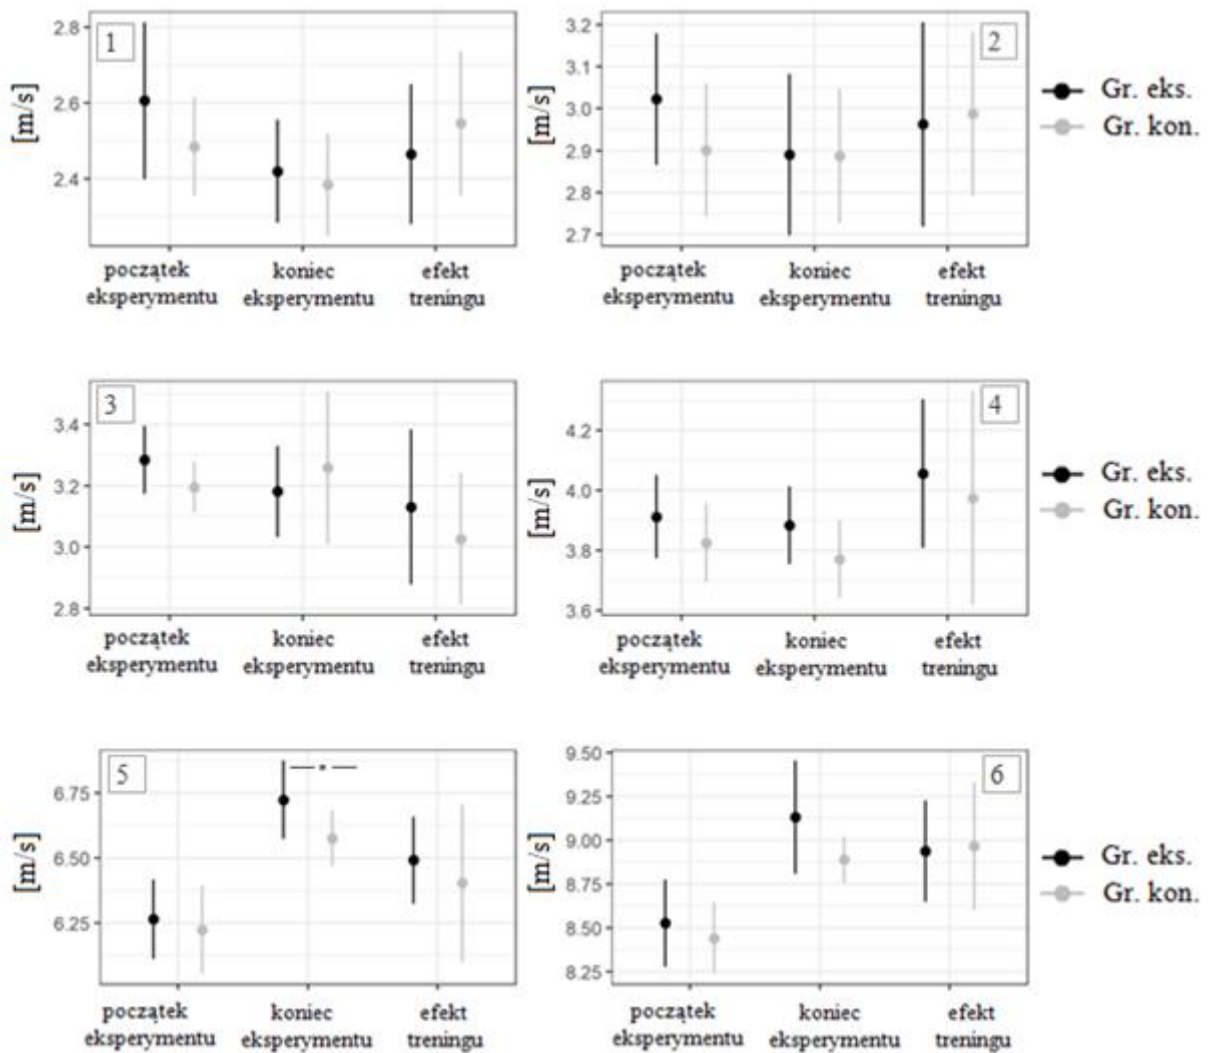 1
2.8
2.6
2.4
[m/s]
początek
eksperymentu
koniec
eksperymentu
efekt
treningu
2
3.2
3.1
3.0
2.9
2.8
2.7
[m/s]
początek
eksperymentu
koniec
eksperymentu
efekt
treningu
Gr. eks.
Gr. kon.
3
3.4
3.2
3.0
2.8
[m/s]
początek
eksperymentu
koniec
eksperymentu
efekt
treningu
4
4.2
4.0
3.8
3.6
[m/s]
początek
eksperymentu
koniec
eksperymentu
efekt
treningu
Gr. eks.
Gr. kon.
5
6.75
6.50
6.25
[m/s]
początek
eksperymentu
koniec
eksperymentu
efekt
treningu
6
9.50
9.25
9.00
8.75
8.50
8.25
[m/s]
początek
eksperymentu
koniec
eksperymentu
efekt
treningu
Gr. eks.
Gr. kon.